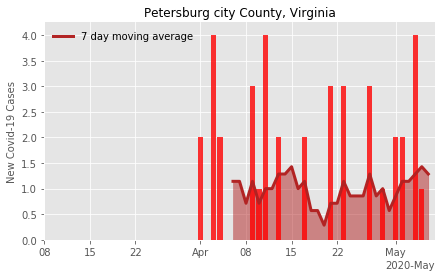 Petersburg city County, Virginia
7 day moving average
New Covid-19 Cases
4.0
3.5
3.0
2.5
2.0
1.5
1.0
0.5
0.0
08 15 22 Apr 08 15 22 May
2020-May